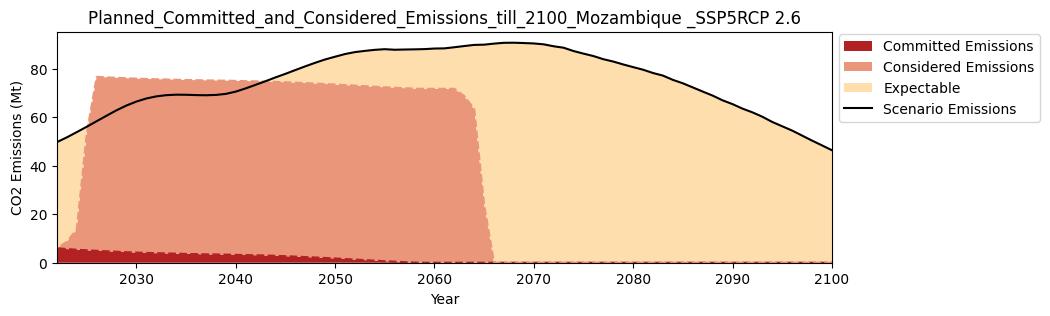 Planned_Committed_and_Considered_Emissions_till_2100_Mozambique _SSP5RCP 2.6
Committed Emissions
Considered Emissions
Expectable
Scenario Emissions
CO2 Emissions (Mt)
80
60
40
20
0
2030 2040 2050 2060 2070 2080 2090 2100
Year